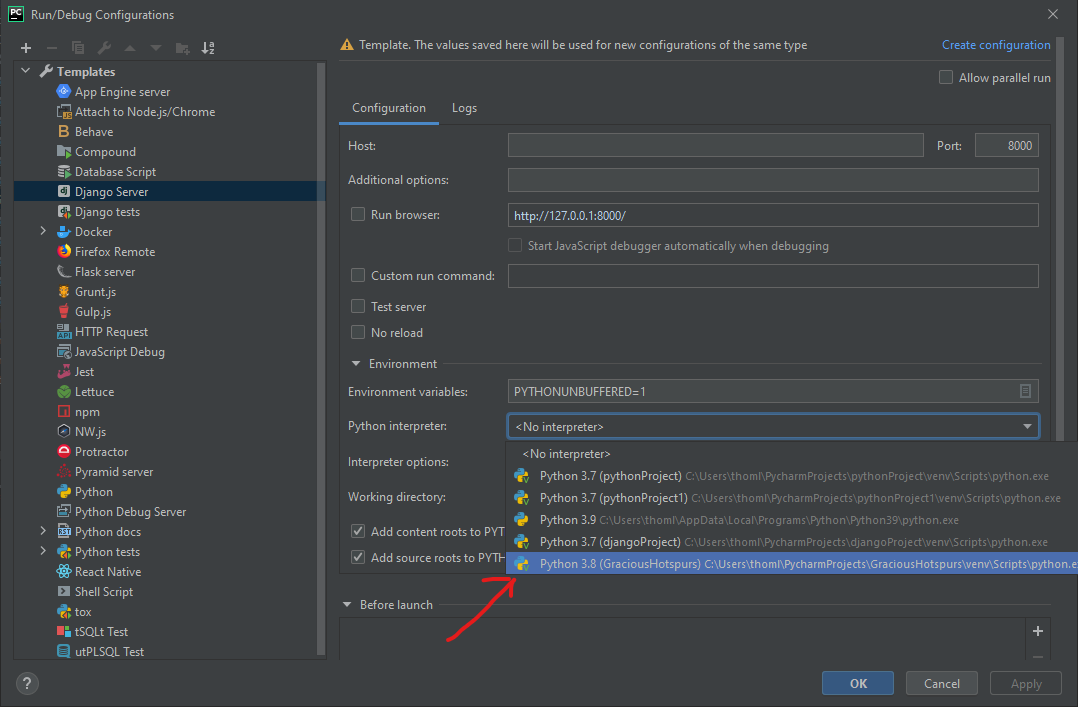 PC Run/Debug Configurations
Template. The values saved here will be used for new configurations of the same type Create configuration
Allow parallel run
Templates
App Engine server
Attach to Node.js/Chrome
Behave
Compound
Database Script
Django Server
Django tests
Docker
Firefox Remote
Flask server
Grunt.js
Gulp.js
HTTP Request
JavaScript Debug
Jest
Lettuce
npm
NW.js
Protractor
Pyramid server
Python
Python Debug Server
Python docs
Python tests
React Native
Shell Script
tox
tSQLt Test
utPLSQL Test
Configuration Logs
Host: Port: 8000
Additional options:
Run browser: http://127.0.0.1:8000/
Start JavaScript debugger automatically when debugging
Custom run command:
Test server
No reload
Environment
Environment variables: PYTHONUNBUFFERED=1
Python interpreter: <No interpreter>
<No interpreter>
Interpreter options:
Python 3.7 (pythonProject) C:\Users\thoml\PycharmProjects\pythonProject\venv\Scripts\python.exe
Working directory: Python 3.7 (pythonProject1) C:\Users\thoml\PycharmProjects\pythonProject1\venv\Scripts\python.exe
Python 3.9 C:\Users\thoml\AppData\Local\Programs\Python\Python39\python.exe
Add content roots to PYT Python 3.7 (djangoProject) C:\Users\thoml\PycharmProjects\djangoProject\venv\Scripts\python.exe
Add source roots to PYTH Python 3.8 (GraciousHotspurs) C:\Users\thoml\PycharmProjects\GraciousHotspurs\venv\Scripts\python.e
Before launch
? OK Cancel Apply